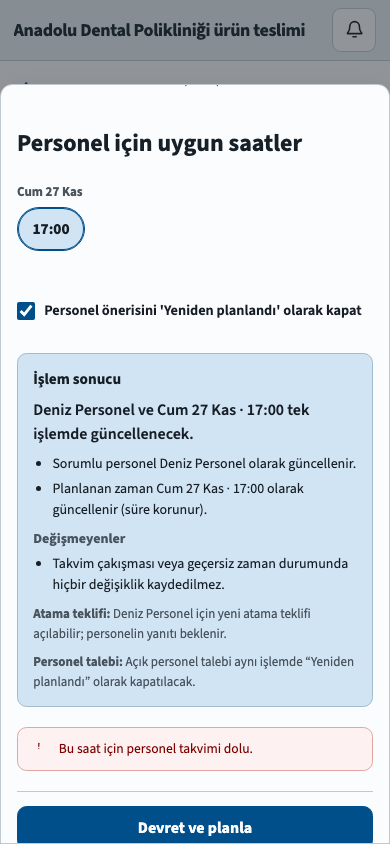 Anadolu Dental Polikliniği ürün teslimi
Personel için uygun saatler
Cum 27 Kas
17:00
Personel önerisini 'Yeniden planlandı' olarak kapat
İşlem sonucu
Deniz Personel ve Cum 27 Kas · 17:00 tek
işlemde güncellenecek.
• Sorumlu personel Deniz Personel olarak güncellenir.
• Planlanan zaman Cum 27 Kas · 17:00 olarak
güncellenir (süre korunur).
Değişmeyenler
• Takvim çakışması veya geçersiz zaman durumunda
hiçbir değişiklik kaydedilmez.
Atama teklifi: Deniz Personel için yeni atama teklifi
açılabilir; personelin yanıtı beklenir.
Personel talebi: Açık personel talebi aynı işlemde “Yeniden
planlandı” olarak kapatılacak.
! Bu saat için personel takvimi dolu.
Devret ve planla